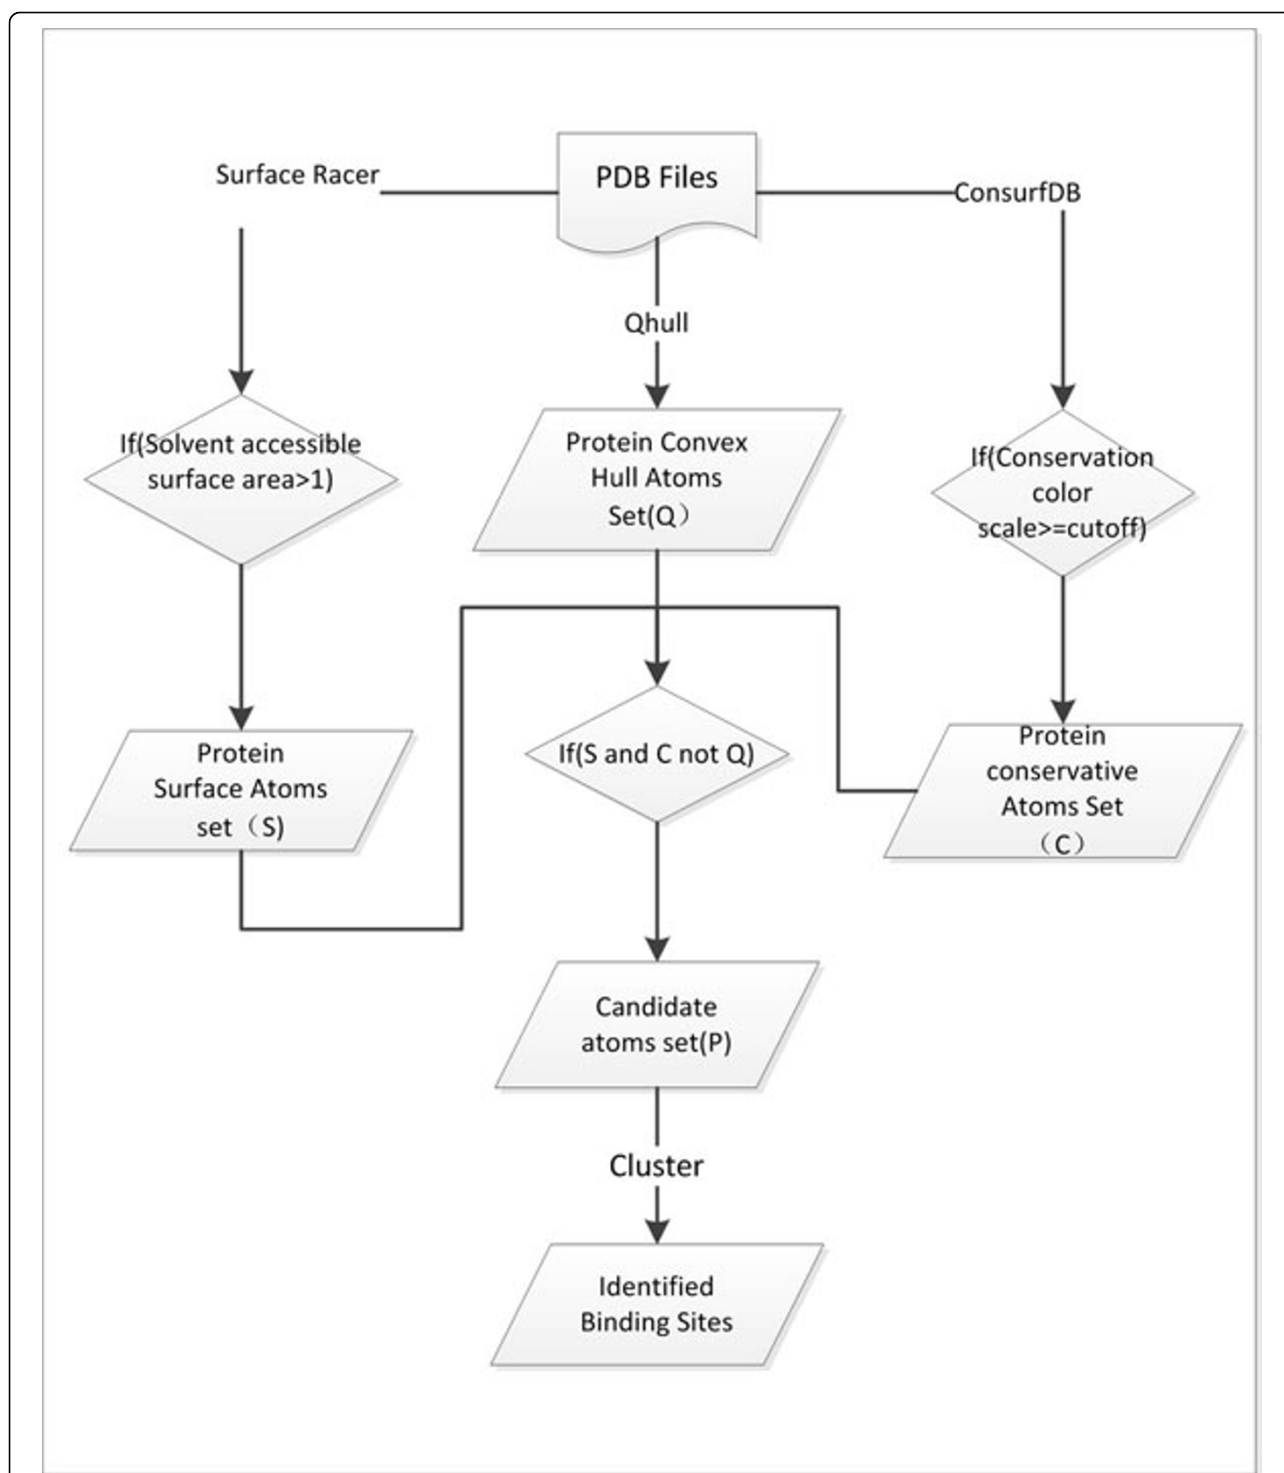 PDB Files
Surface Racer
ConsurfDB
Qhull
If(Solvent accessible
surface area>1)
Protein Convex
Hull Atoms
Set(Q）
If(Conservation
color
scale>=cutoff)
Protein
Surface Atoms
set（S)
If(S and C not Q)
Protein
conservative
Atoms Set
（C）
Candidate
atoms set(P)
Cluster
Identified
Binding Sites